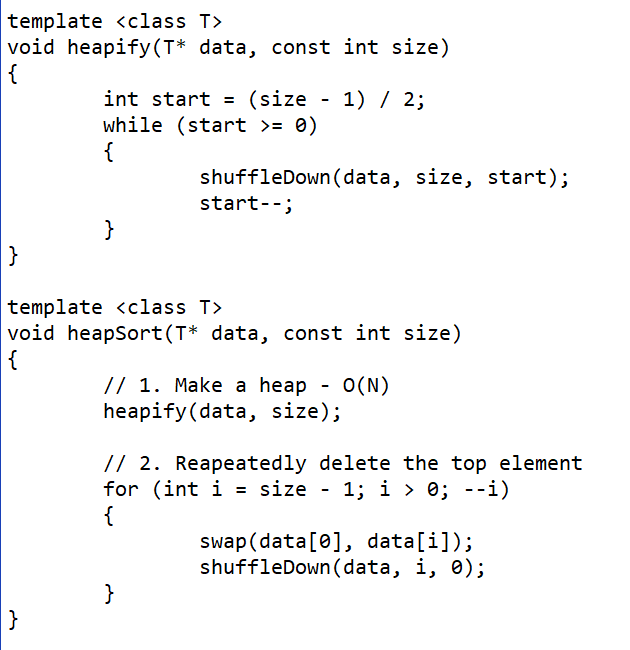 template <class T>
void heapify(T* data, const int size)
{
        int start = (size - 1) / 2;
        while (start >= 0)
        {
                shuffleDown(data, size, start);
                start--;
        }
}

template <class T>
void heapSort(T* data, const int size)
{
        // 1. Make a heap - O(N)
        heapify(data, size);

        // 2. Reapeatedly delete the top element
        for (int i = size - 1; i > 0; --i)
        {
                swap(data[0], data[i]);
                shuffleDown(data, i, 0);
        }
}